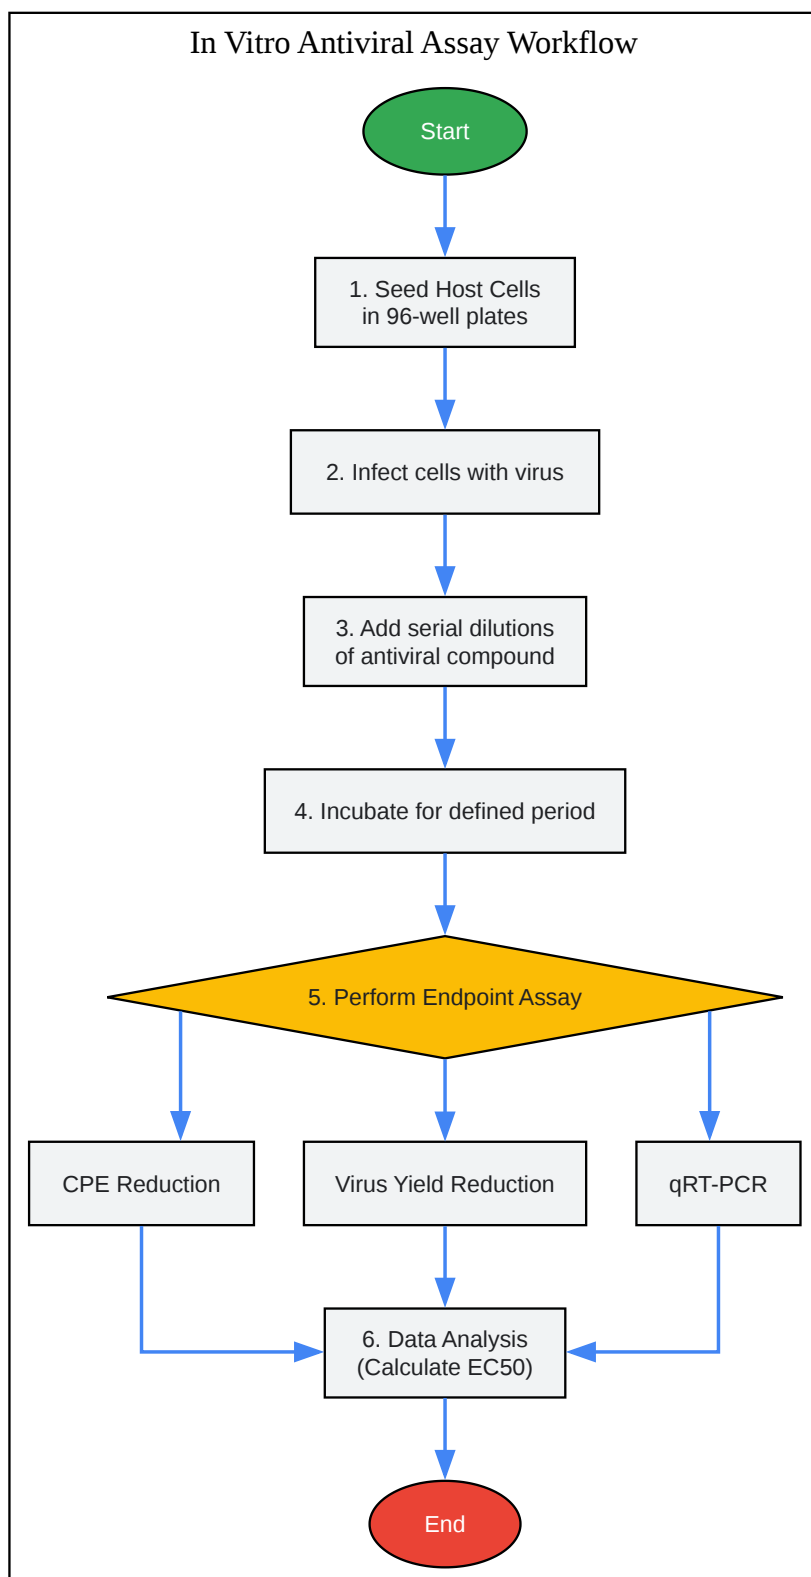 In Vitro Antiviral Assay Workflow
Start
1. Seed Host Cells
in 96-well plates
2. Infect cells with virus
3. Add serial dilutions
of antiviral compound
4. Incubate for defined period
5. Perform Endpoint Assay
CPE Reduction
Virus Yield Reduction
qRT-PCR
6. Data Analysis
(Calculate EC50)
End